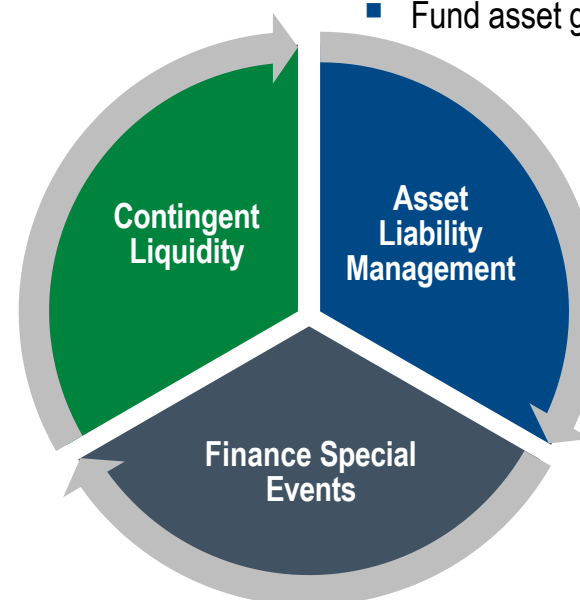 Fund asset
Contingent
Liquidity
Asset
Liability
Management
Finance Special
Events